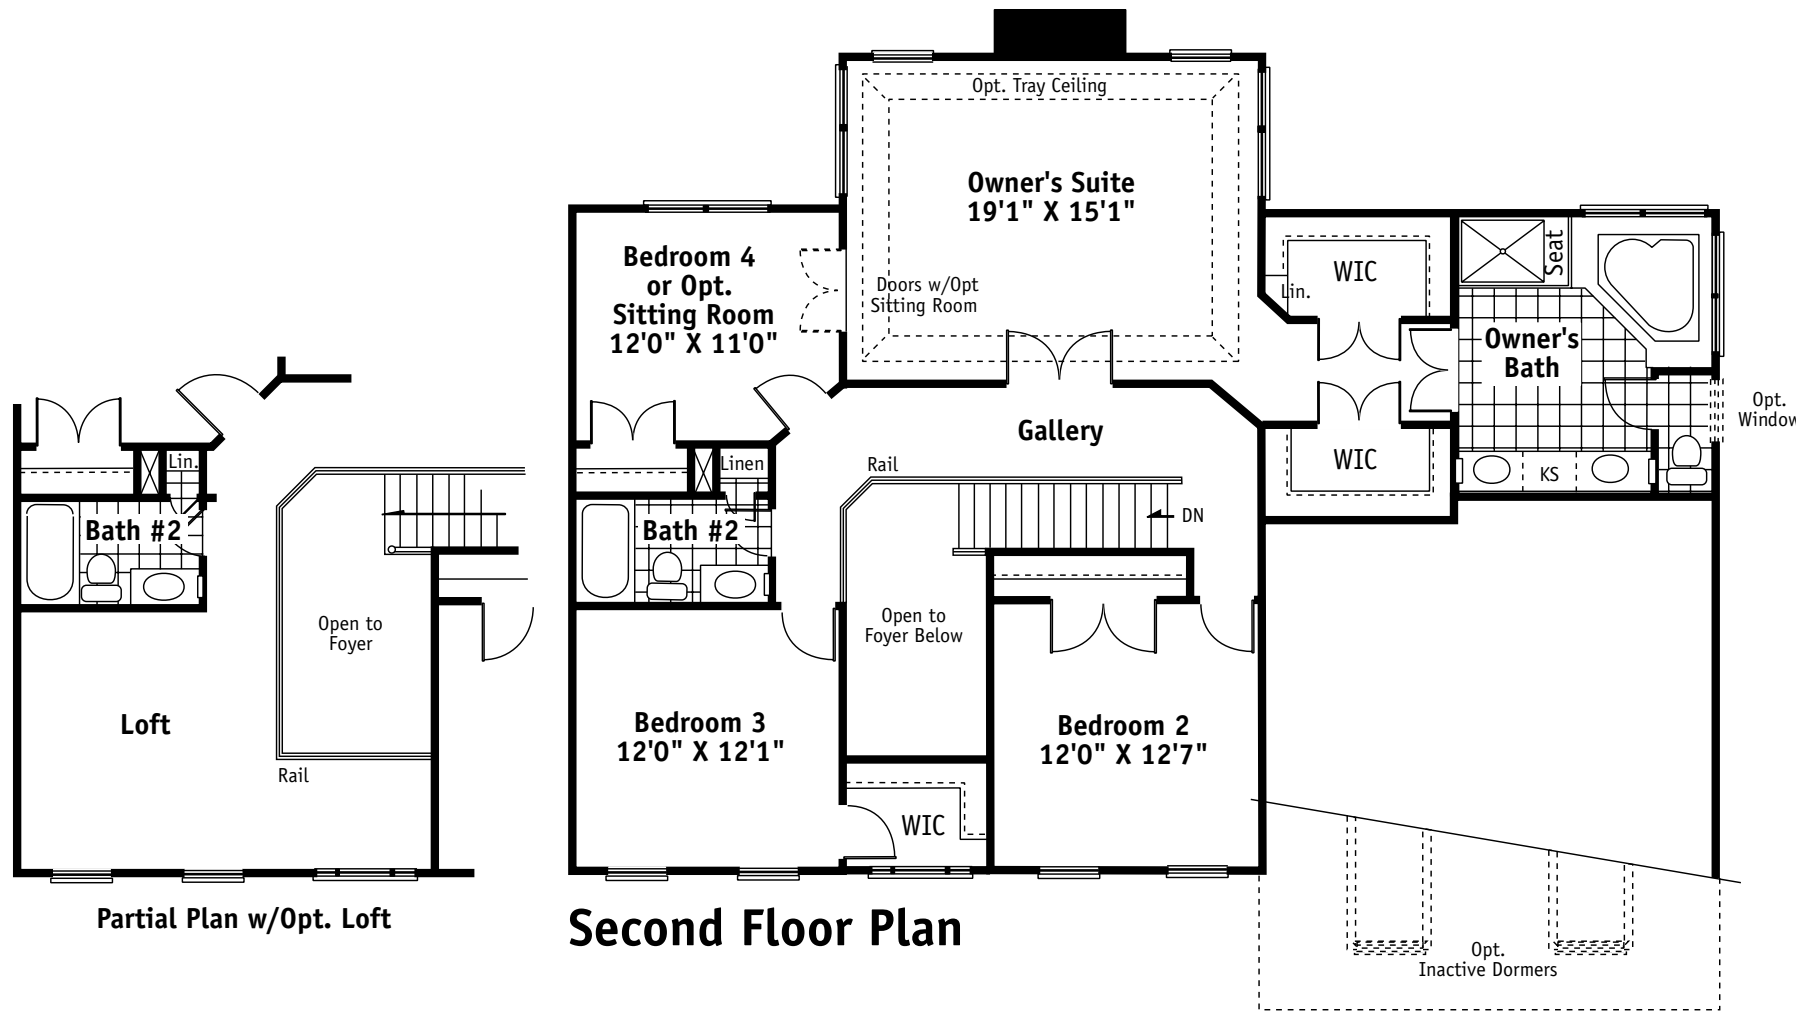 Opt. Tray Ceiling
Owner's Suite
19'1" X 15'1"
Bedroom 4
or Opt.
Sitting Room
12'0" X 11'0"
Doors w/Opt
Sitting Room
WIC
Lin.
Seat
Owner's
Bath
Opt.
Window
Gallery
WIC
KS
Rail
Linen
Lin.
Bath #2
Bath #2
DN
Open to
Foyer
Open to
Foyer Below
Loft
Rail
Bedroom 3
12'0" X 12'1"
Bedroom 2
12'0" X 12'7"
WIC
Partial Plan w/Opt. Loft
Second Floor Plan
Opt.
Inactive Dormers